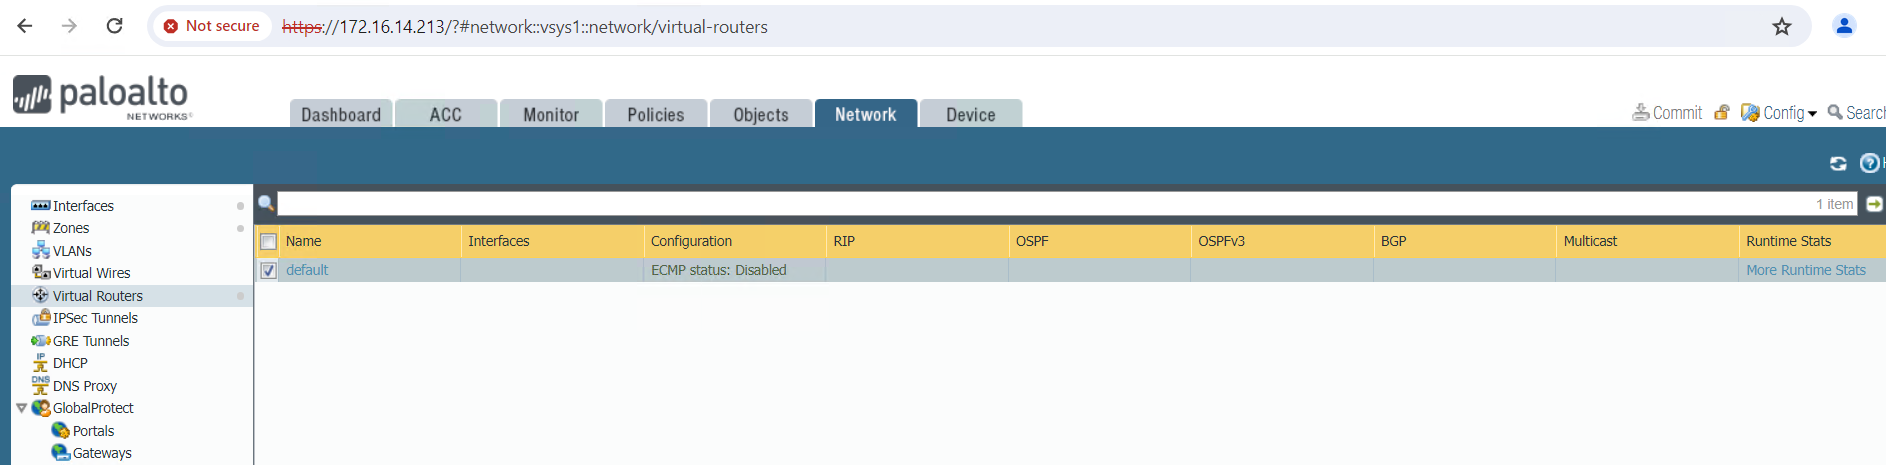 Not secure https://172.16.14.213/?#network::vsys1::network/virtual-routers
paloalto
NETWORKS
Dashboard ACC Monitor Policies Objects Network Device
Commit Config Search
Interfaces
Zones
VLANs
Virtual Wires
Virtual Routers
IPSec Tunnels
GRE Tunnels
DHCP
DNS Proxy
GlobalProtect
Portals
Gateways
1 item
Name Interfaces Configuration RIP OSPF OSPFv3 BGP Multicast Runtime Stats
default ECMP status: Disabled More Runtime Stats